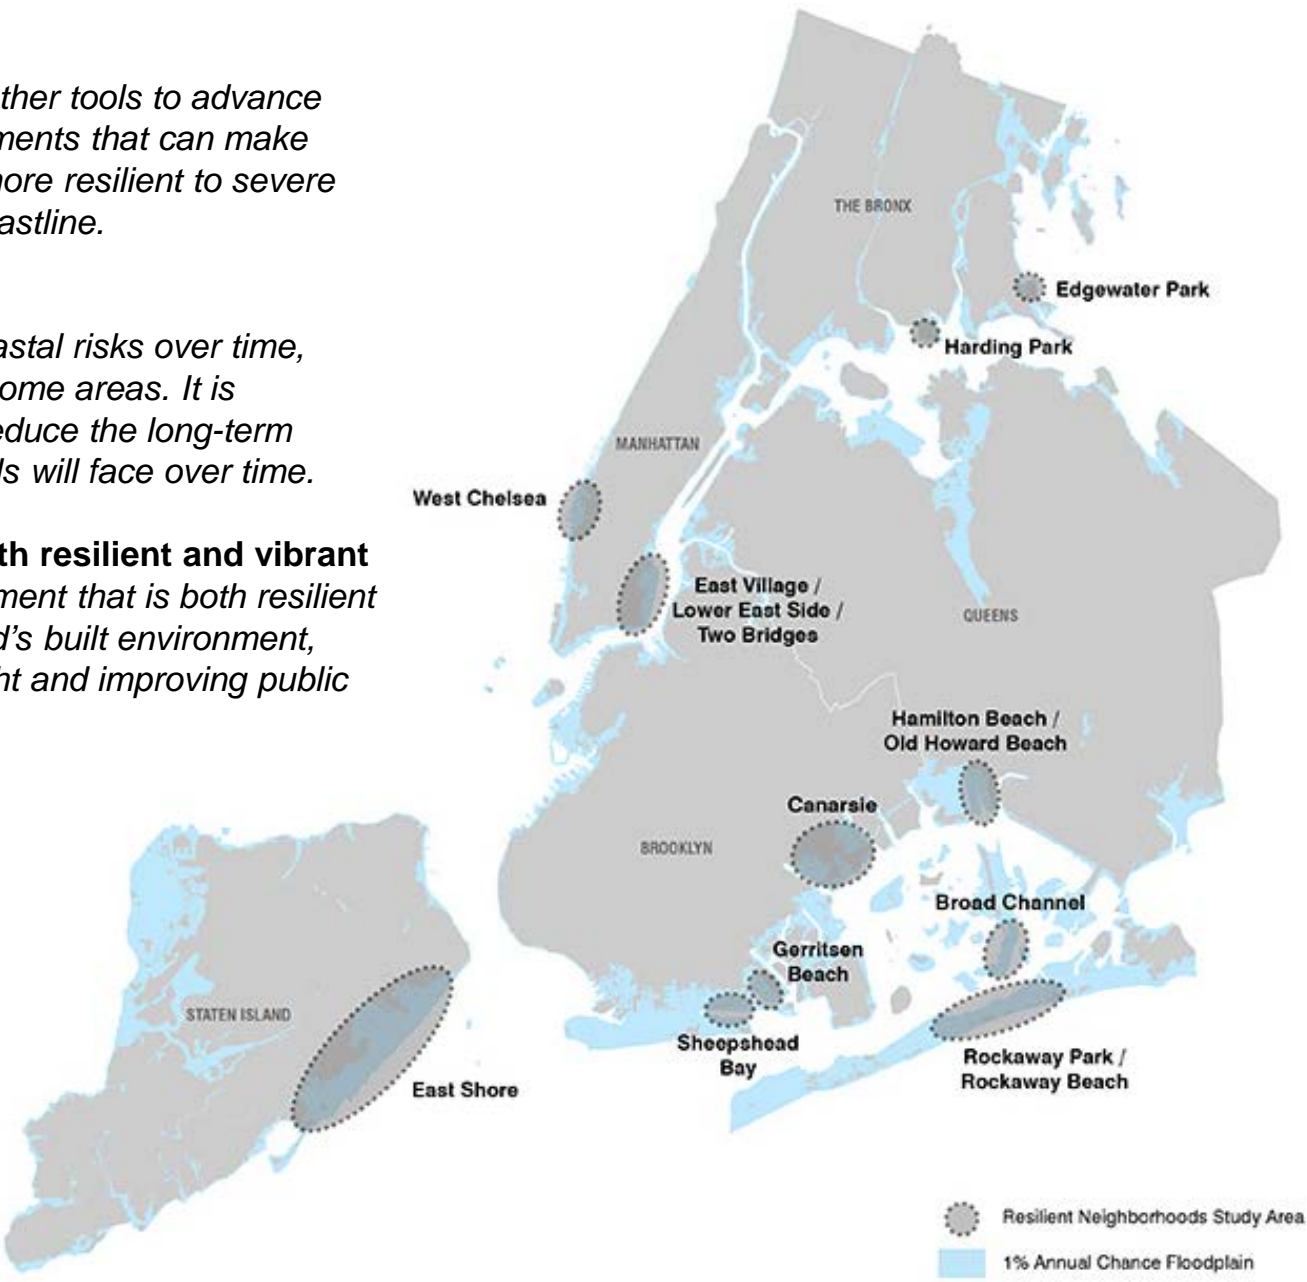 ther tools to advance
ments that can make
more resilient to severe
astline.
astal risks over time,
ome areas. It is
educe the long-term
ls will face over time.
th resilient and vibrant
ment that is both resilient
d's built environment,
ht and improving public
THE BRONX
Edgewater Park
Harding Park
MANHATTAN
West Chelsea
East Village /
Lower East Side /
Two Bridges
QUEENS
Hamilton Beach /
Old Howard Beach
Canarsie
BROOKLYN
Broad Channel
Gerritsen
Beach
Sheepshead
Bay
Rockaway Park /
Rockaway Beach
STATEN ISLAND
East Shore
Resilient Neighborhoods Study Area
1% Annual Chance Floodplain